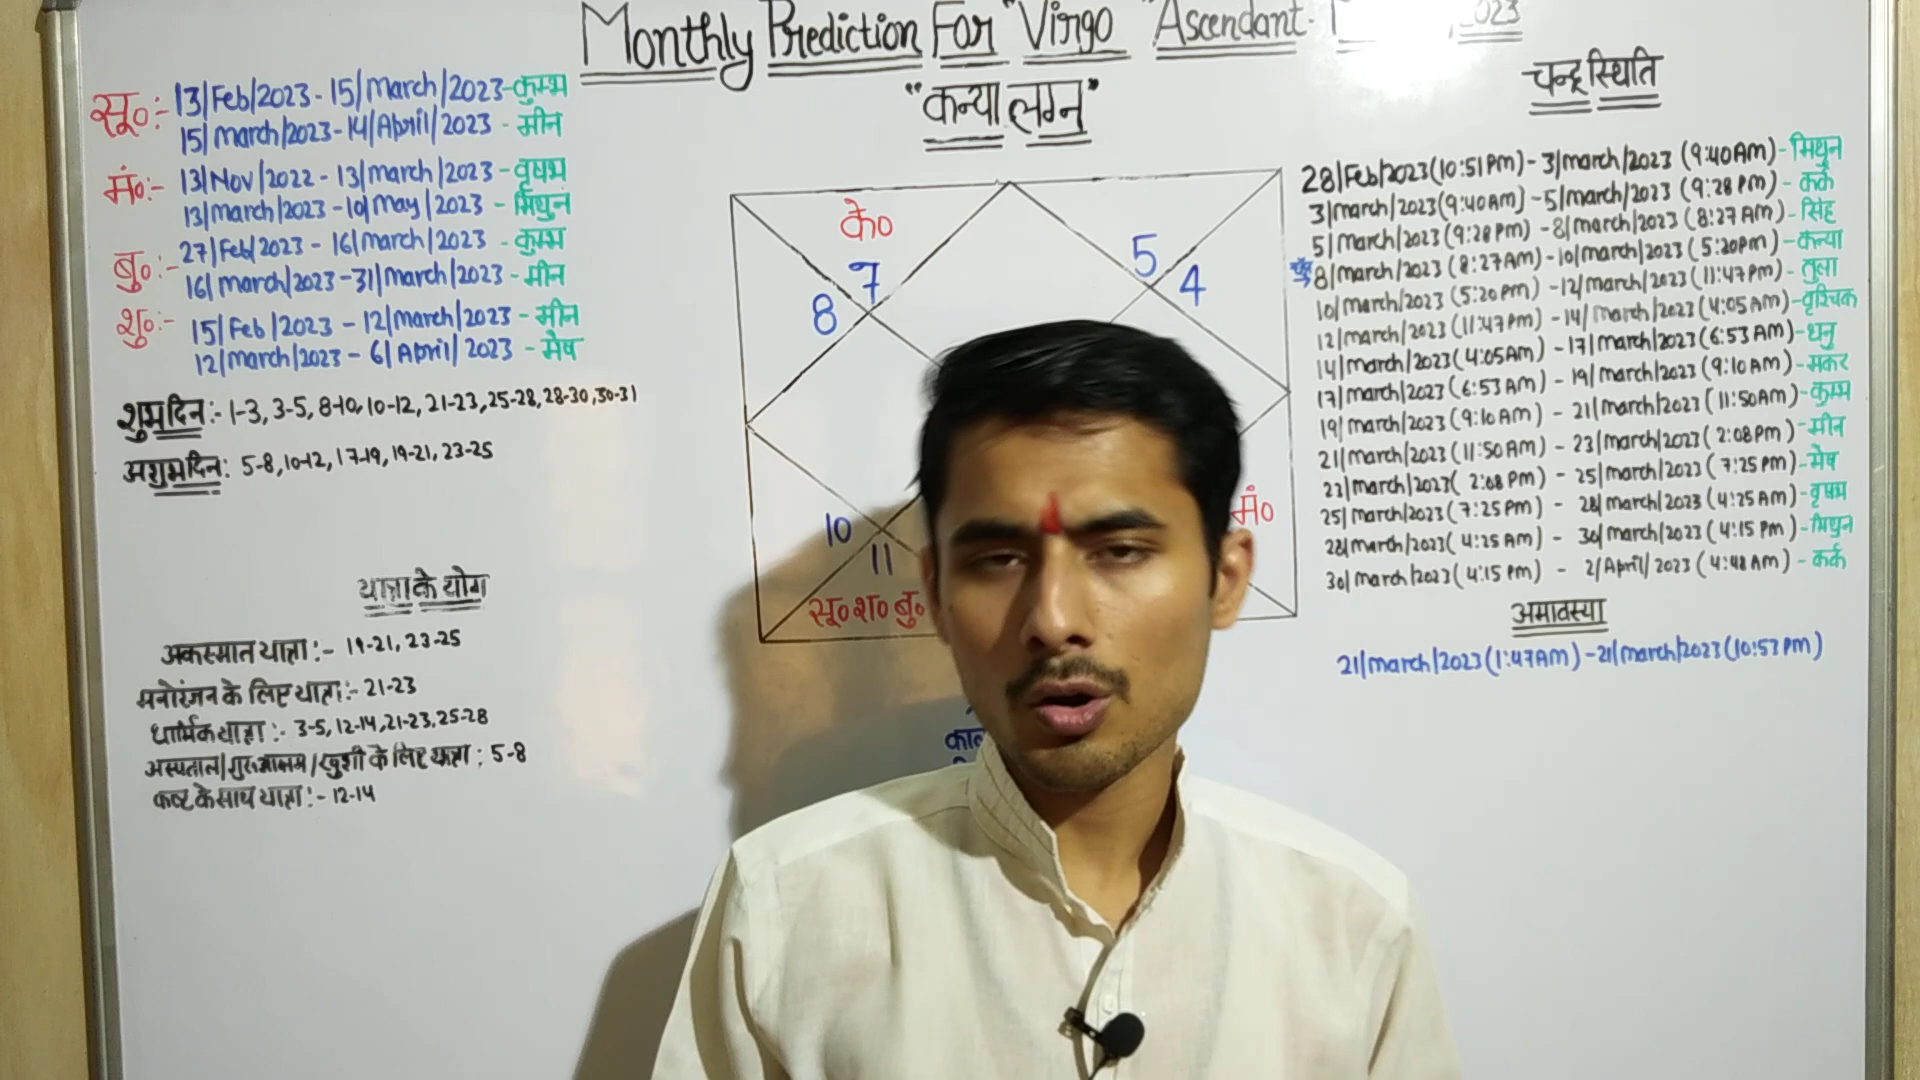 Monthly Prediction For "Virgo" Ascendant- 2023
"कन्या लग्न"
सू०:- 13/Feb/2023 - 15/March/2023 - कुम्भ
15/march/2023 - 14/April/2023 - मीन
मं०:- 13/Nov/2022 - 13/march/2023 - वृषभ
13/march/2023 - 10/may/2023 - मिथुन
बु०:- 27/Feb/2023 - 16/march/2023 - कुम्भ
16/march/2023 - 31/march/2023 - मीन
शु०:- 15/Feb/2023 - 12/march/2023 - मीन
12/march/2023 - 6/April/2023 - मेष
शुभ दिन:- 1-3, 3-5, 8-10, 10-12, 21-23, 25-28, 28-30, 30-31
अशुभ दिन: 5-8, 10-12, 17-19, 19-21, 23-25
यात्रा के योग
अकस्मात यात्रा:- 19-21, 23-25
मनोरंजन के लिए यात्रा:- 21-23
धार्मिक यात्रा:- 3-5, 12-14, 21-23, 25-28
अस्पताल/गुरु आश्रम/खुशी के लिए यात्रा: 5-8
कष्ट के साथ यात्रा:- 12-14
के०
7
8
5
4
10
11
सू० श० बु०
मं०
चन्द्र स्थिति
28/Feb/2023 (10:51 Pm) - 3/march/2023 (9:40 Am) - मिथुन
3/march/2023 (9:40 Am) - 5/march/2023 (9:28 Pm) - कर्क
5/march/2023 (9:28 Pm) - 8/march/2023 (8:27 Am) - सिंह
8/march/2023 (8:27 Am) - 10/march/2023 (5:20 pm) - कन्या
10/march/2023 (5:20 pm) - 12/march/2023 (11:47 pm) - तुला
12/march/2023 (11:47 pm) - 14/march/2023 (4:05 Am) - वृश्चिक
14/march/2023 (4:05 Am) - 17/march/2023 (6:53 Am) - धनु
17/march/2023 (6:53 Am) - 19/march/2023 (9:10 Am) - मकर
19/march/2023 (9:10 Am) - 21/march/2023 (11:50 Am) - कुम्भ
21/march/2023 (11:50 Am) - 23/march/2023 (2:08 pm) - मीन
23/march/2023 (2:08 Pm) - 25/march/2023 (7:25 pm) - मेष
25/march/2023 (7:25 Pm) - 28/march/2023 (4:25 Am) - वृषभ
28/march/2023 (4:25 Am) - 30/march/2023 (4:15 Pm) - मिथुन
30/march/2023 (4:15 Pm) - 2/April/2023 (4:48 Am) - कर्क
अमावस्या
21/march/2023 (1:47 Am) - 21/march/2023 (10:53 pm)